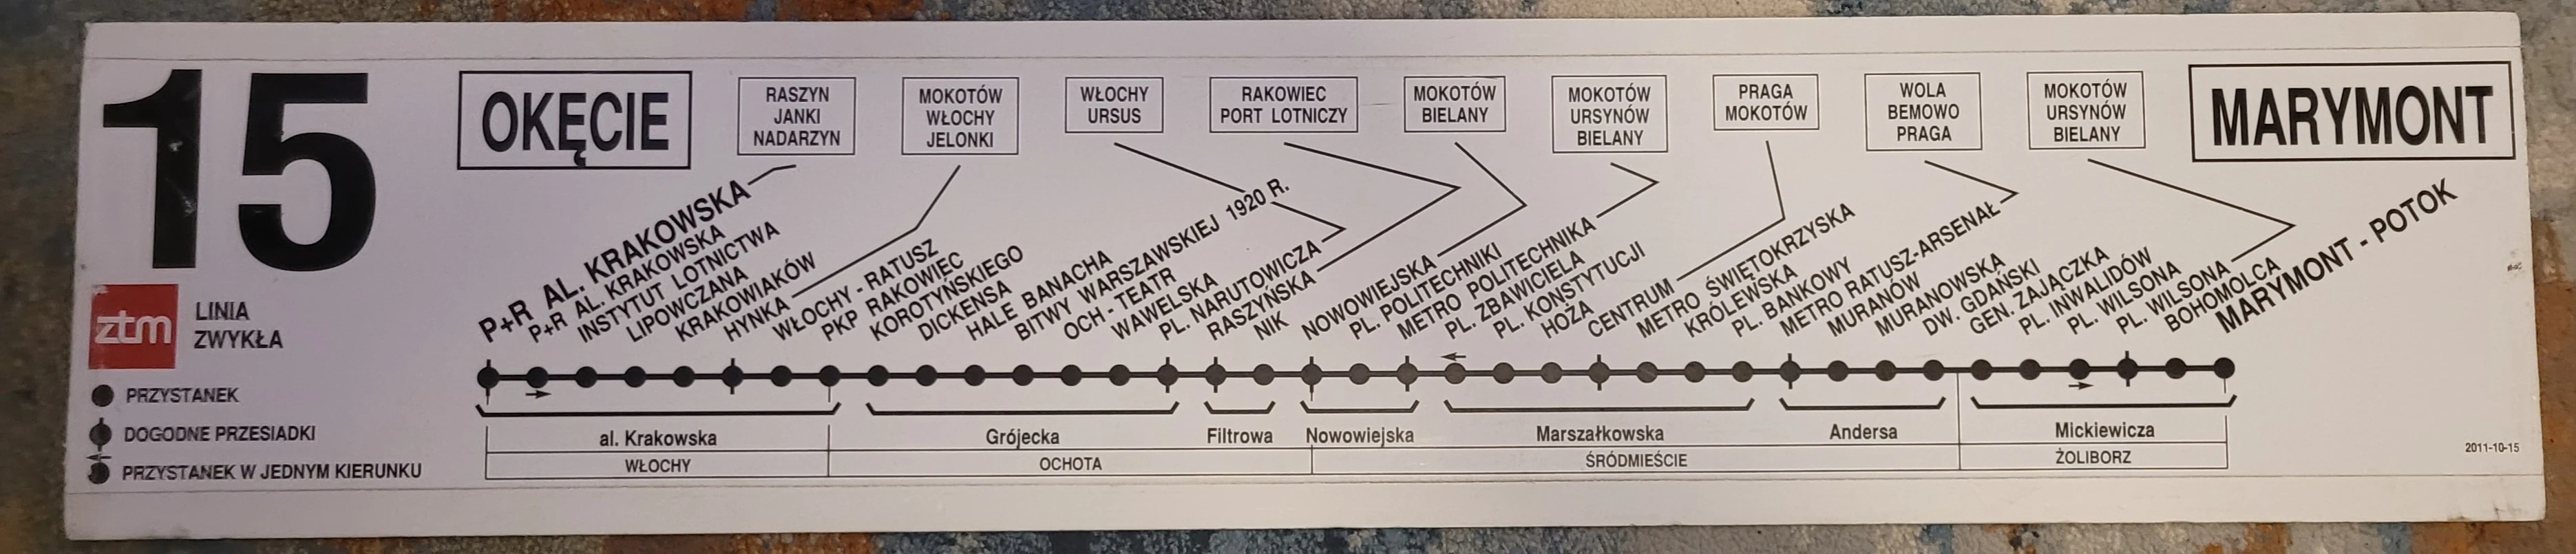 15
OKĘCIE
RASZYN
JANKI
NADARZYN
MOKOTÓW
WŁOCHY
JELONKI
WŁOCHY
URSUS
RAKOWIEC
PORT LOTNICZY
MOKOTÓW
BIELANY
MOKOTÓW
URSYNÓW
BIELANY
PRAGA
MOKOTÓW
WOLA
BEMOWO
PRAGA
MOKOTÓW
URSYNÓW
BIELANY
MARYMONT
P+R AL. KRAKOWSKA
P+R AL. KRAKOWSKA
INSTYTUT LOTNICTWA
LIPOWCZANA
KRAKOWIAKÓW
HYNKA
WŁOCHY - RATUSZ
PKP RAKOWIEC
KOROTYŃSKIEGO
DICKENSA
HALE BANACHA
BITWY WARSZAWSKIEJ 1920 R.
OCH - TEATR
WAWELSKA
PL. NARUTOWICZA
RASZYŃSKA
NIK
NOWOWIEJSKA
PL. POLITECHNIKI
METRO POLITECHNIKA
PL. ZBAWICIELA
PL. KONSTYTUCJI
HOŻA
CENTRUM
METRO ŚWIĘTOKRZYSKA
KRÓLEWSKA
PL. BANKOWY
METRO RATUSZ-ARSENAŁ
MURANÓW
MURANOWSKA
DW. GDAŃSKI
GEN. ZAJĄCZKA
PL. INWALIDÓW
PL. WILSONA
PL. WILSONA
BOHOMOLCA
MARYMONT - POTOK
ztm
LINIA
ZWYKŁA
PRZYSTANEK
DOGODNE PRZESIADKI
PRZYSTANEK W JEDNYM KIERUNKU
al. Krakowska
Grójecka
Filtrowa
Nowowiejska
Marszałkowska
Andersa
Mickiewicza
WŁOCHY
OCHOTA
ŚRÓDMIEŚCIE
ŻOLIBORZ
2011-10-15